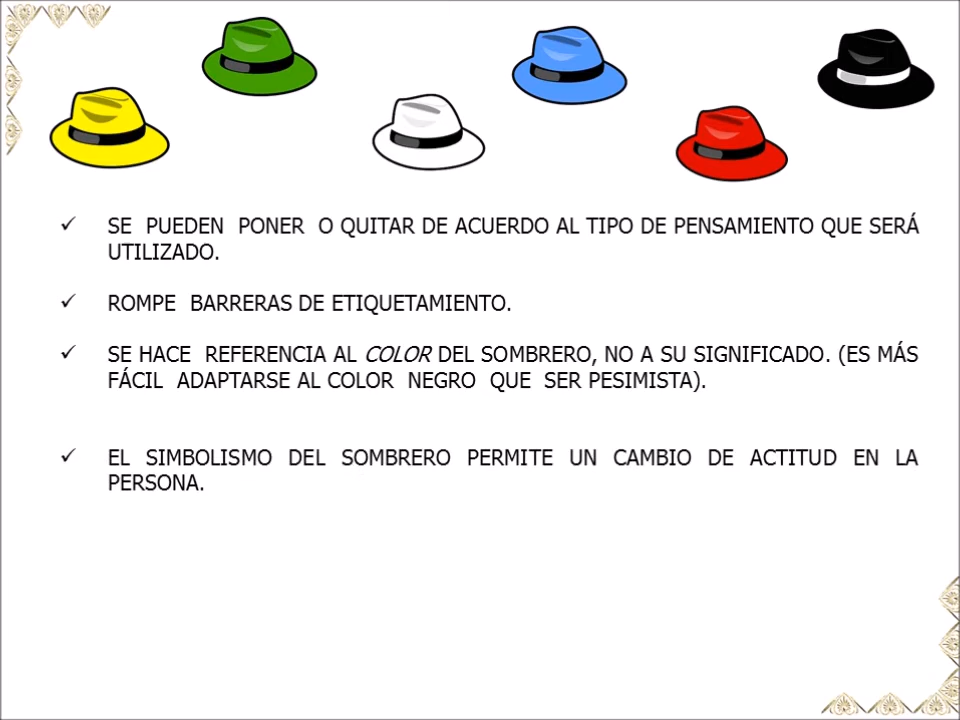 SE PUEDEN PONER O QUITAR DE ACUERDO AL TIPO DE PENSAMIENTO QUE SERÁ
UTILIZADO.
ROMPE BARRERAS DE ETIQUETAMIENTO.
SE HACE REFERENCIA AL COLOR DEL SOMBRERO, NO A SU SIGNIFICADO. (ES MÁS
FÁCIL ADAPTARSE AL COLOR NEGRO QUE SER PESIMISTA).
EL SIMBOLISMO DEL SOMBRERO PERMITE UN CAMBIO DE ACTITUD EN LA
PERSONA.